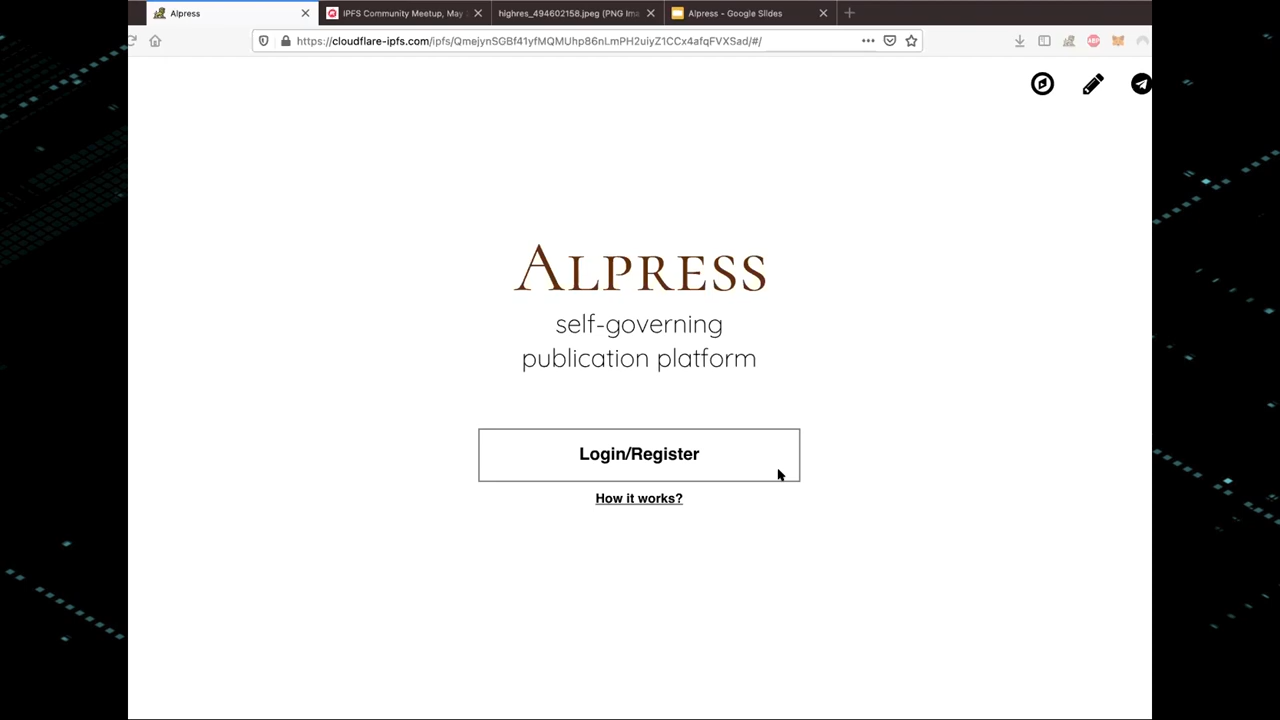 Alpress
IPFS Community Meetup, May
highres_494602158.jpeg (PNG Ima
Alpress - Google Slides
https://cloudflare-ipfs.com/ipfs/QmejynSGBf41yfMQMUhp86nLmPH2uiyZ1CCx4afqFVXSad/#/
ALPRESS
self-governing
publication platform
Login/Register
How it works?